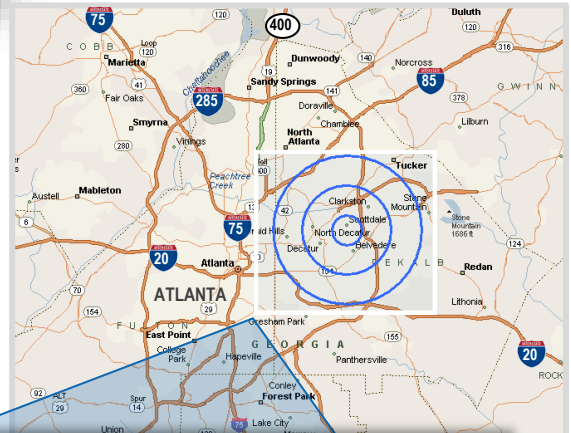 Duluth
75
120
400
120
316
COBB
Loop
120
Marietta
Dunwoody
140
Norcross
19
Chattahoochee
Sandy Springs
85
GWINN
360
41
285
141
378
Fair Oaks
Doraville
Chamblee
Lilburn
Smyrna
North
Atlanta
280
Vinings
Tucker
Peachtree
Creek
Mableton
Austell
Clarkston
Stone
Mountain
42
Scottdale
Stone
Mountain
1686 ft
6
75
North Decatur
Decatur
Belvedere
20
Atlanta
DEKALB
Redan
70
ATLANTA
Lithonia
154
29
124
FULTON
Gresham Park
East Point
GEORGIA
155
College
Park
Hapeville
Panthersville
20
ROCK
92
ALT
29
Spur
14
Conley
Forest Park
Union
75
Lake City